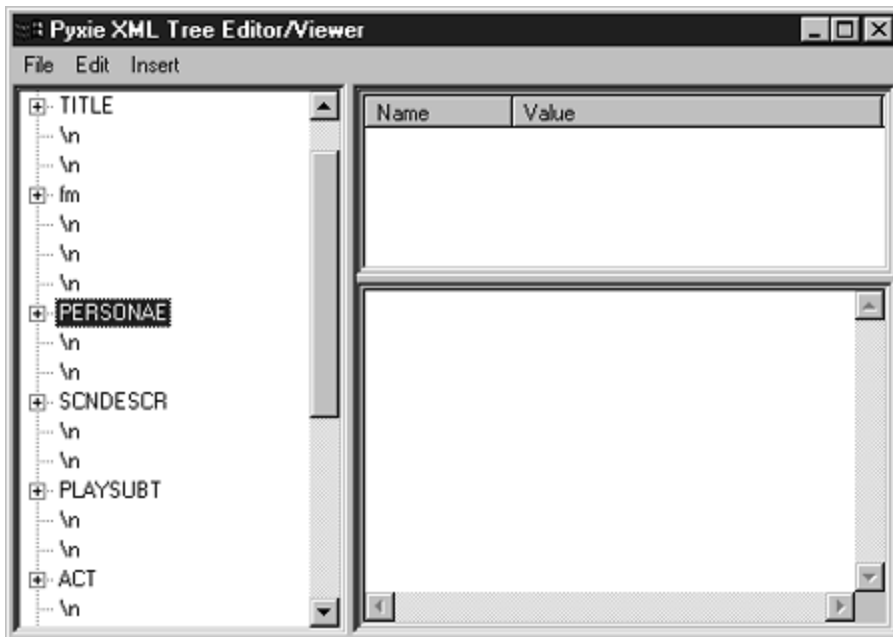 Pyxie XML Tree Editor/Viewer
File Edit Insert
TITLE
\n
\n
fm
\n
\n
\n
PERSONAE
\n
\n
SCNDESCR
\n
\n
PLAYSUBT
\n
\n
ACT
\n
Name Value